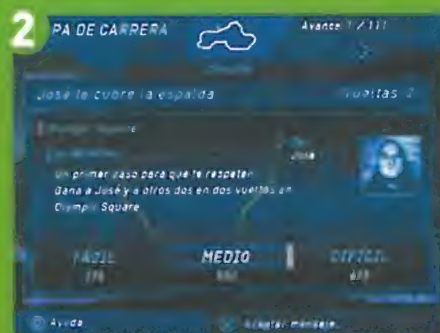 2
PA DE CARRERA
Avance 1 / 111
José te cubre la espalda
Vueltas 2
Square
José
Un primer paso para que te respeten
Gana a José y a otros dos en dos vueltas en
Olympic Square
FÁCIL
MEDIO
DIFÍCIL
Ayuda
Aceptar mensaje